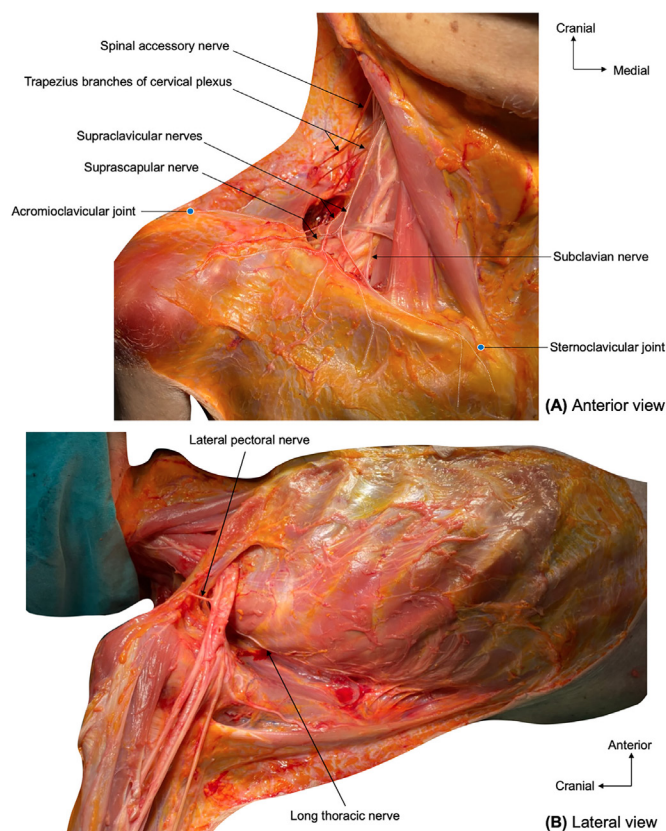 Cranial
Spinal accessory nerve
Medial
Trapezius branches of cervical plexus
Supraclavicular nerves
Suprascapular nerve
Acromioclavicular joint
Subclavian nerve
Sternoclavicular joint
(A) Anterior view
Lateral pectoral nerve
Anterior
Cranial
Long thoracic nerve
(B) Lateral view